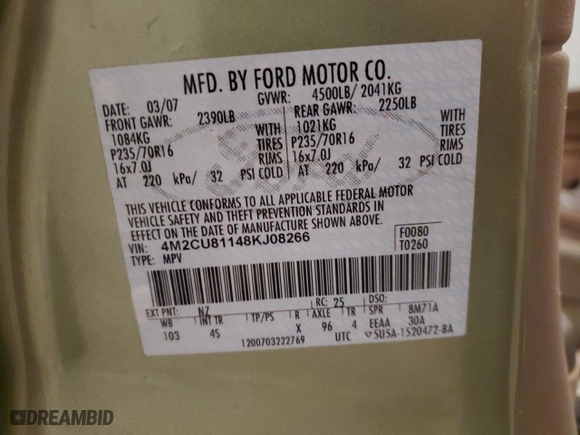 MFD. BY FORD MOTOR CO.
DATE: 03/07 GVWR: 4500LB/ 2041KG
FRONT GAWR: 2390LB REAR GAWR: 2250LB
1084KG WITH 1021KG WITH
P235/70R16 TIRES P235/70R16 TIRES
16x7.0J RIMS 16x7.0J RIMS
AT 220 kPa/ 32 PSI COLD AT 220 kPa/ 32 PSI COLD
Ford
THIS VEHICLE CONFORMS TO ALL APPLICABLE FEDERAL MOTOR
VEHICLE SAFETY AND THEFT PREVENTION STANDARDS IN
EFFECT ON THE DATE OF MANUFACTURE SHOWN ABOVE.
VIN: 4M2CU81148KJ08266 F0080
TYPE: MPV T0260
EXT PNT: NZ RC: 25 DSO:
WB INT TR TP/PS R AXLE TR SPR 8M71A
103 4S X 96 4 EEAA 30A
1200703222769 UTC 5U5A-1520472-BA
DREAMBID